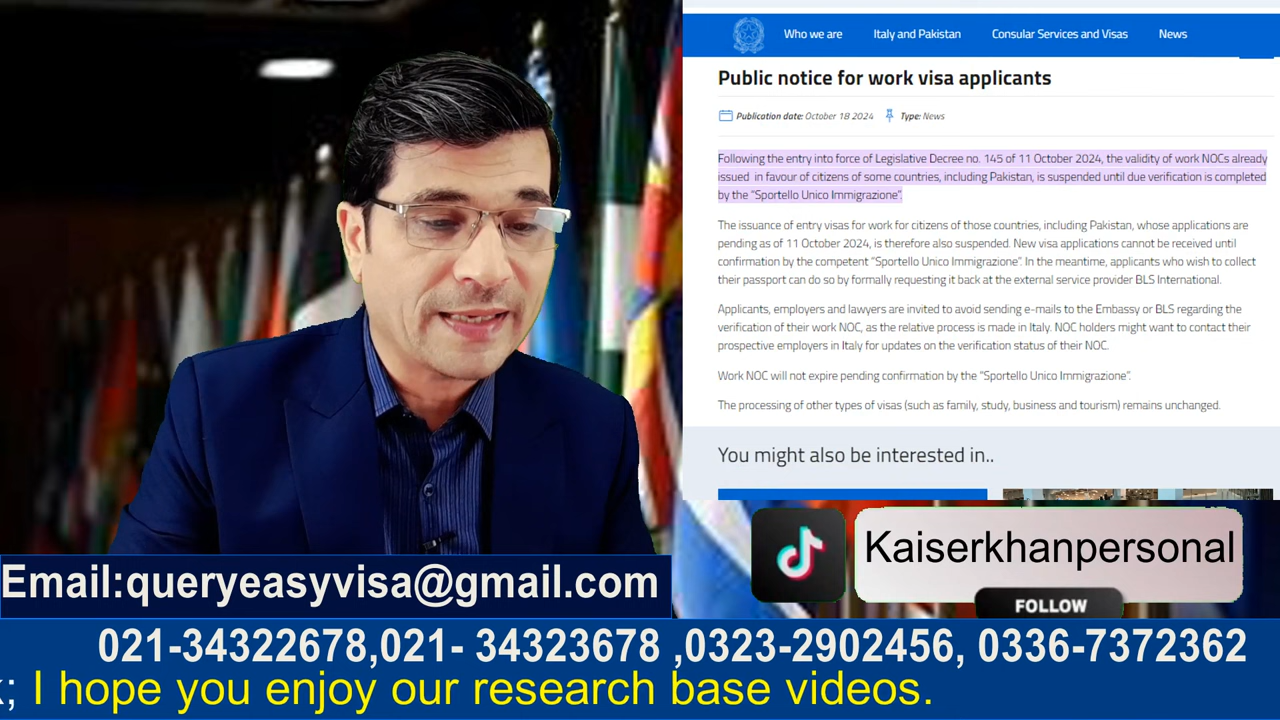 Who we are Italy and Pakistan Consular Services and Visas News
Public notice for work visa applicants
Publication date: October 18 2024 Type: News
Following the entry into force of Legislative Decree no. 145 of 11 October 2024, the validity of work NOCs already
issued in favour of citizens of some countries, including Pakistan, is suspended until due verification is completed
by the “Sportello Unico Immigrazione”.
The issuance of entry visas for work for citizens of those countries, including Pakistan, whose applications are
pending as of 11 October 2024, is therefore also suspended. New visa applications cannot be received until
confirmation by the competent “Sportello Unico Immigrazione”. In the meantime, applicants who wish to collect
their passport can do so by formally requesting it back at the external service provider BLS International.
Applicants, employers and lawyers are invited to avoid sending e-mails to the Embassy or BLS regarding the
verification of their work NOC, as the relative process is made in Italy. NOC holders might want to contact their
prospective employers in Italy for updates on the verification status of their NOC.
Work NOC will not expire pending confirmation by the “Sportello Unico Immigrazione”.
The processing of other types of visas (such as family, study, business and tourism) remains unchanged.
You might also be interested in..
Kaiserkhanpersonal
FOLLOW
Email:queryeasyvisa@gmail.com
021-34322678,021- 34323678 ,0323-2902456, 0336-7372362
; I hope you enjoy our research base videos.